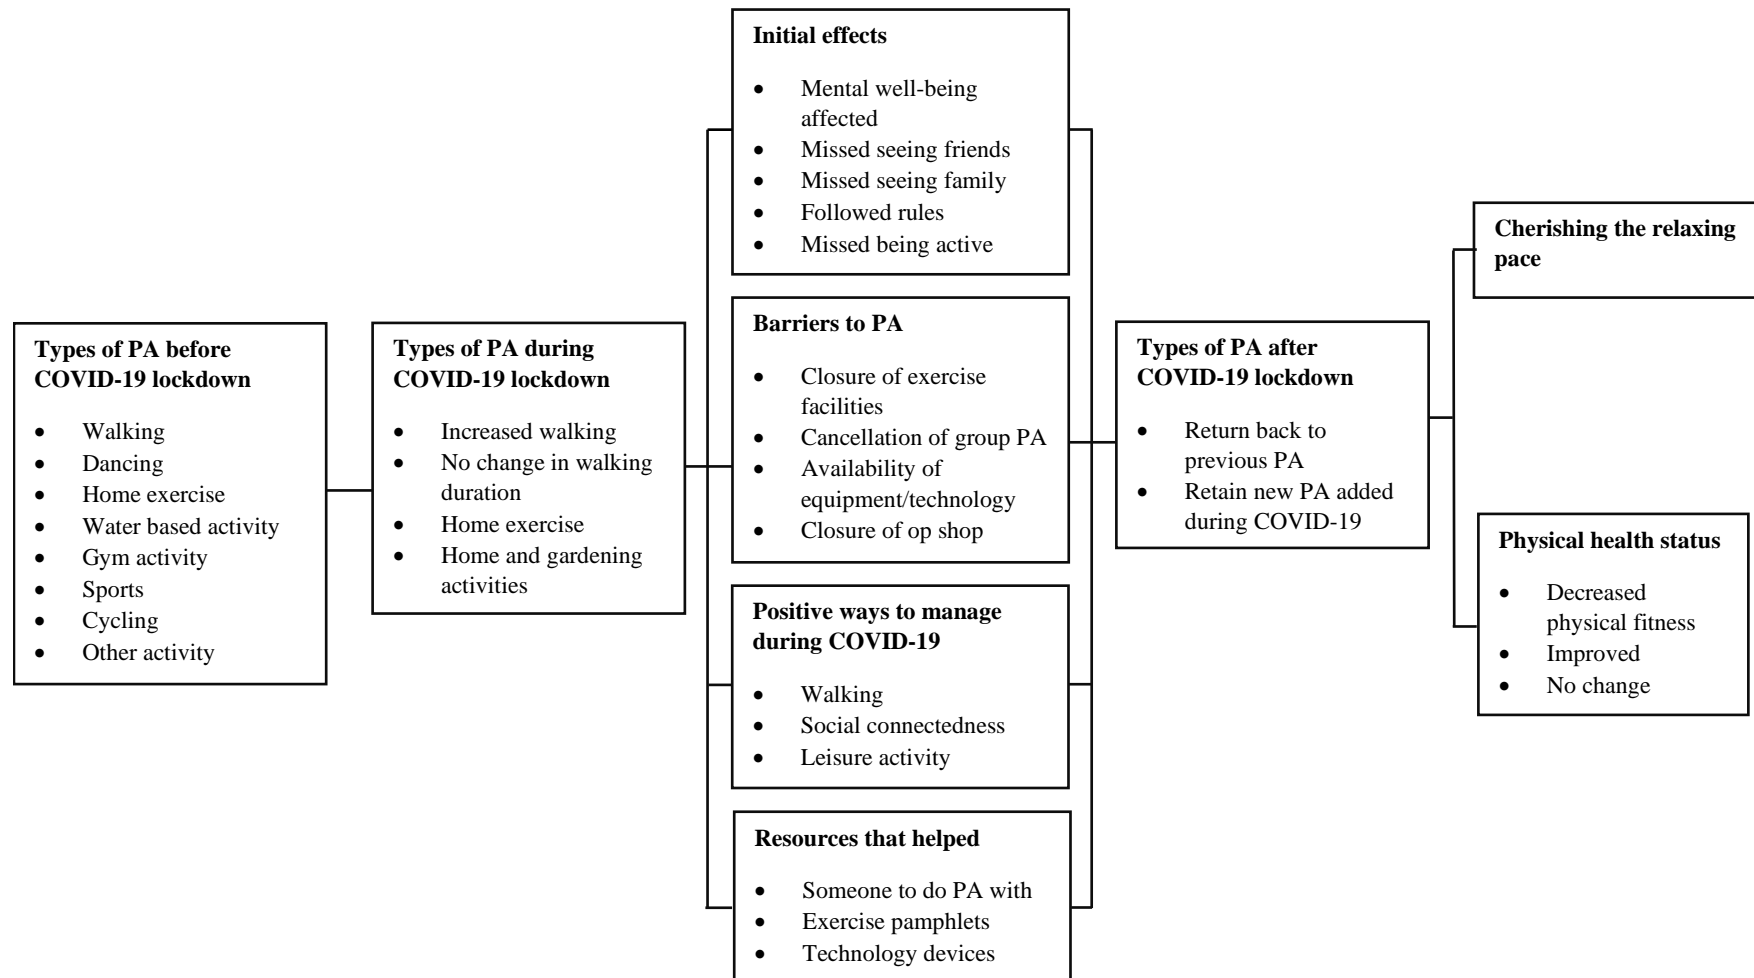 Types of PA before
COVID-19 lockdown
• Walking
• Dancing
• Home exercise
• Water based activity
• Gym activity
• Sports
• Cycling
• Other activity
Types of PA during
COVID-19 lockdown
• Increased walking
• No change in walking
duration
• Home exercise
• Home and gardening
activities
Initial effects
• Mental well-being
affected
• Missed seeing friends
• Missed seeing family
• Followed rules
• Missed being active
Barriers to PA
• Closure of exercise
facilities
• Cancellation of group PA
• Availability of
equipment/technology
• Closure of op shop
Positive ways to manage
during COVID-19
• Walking
• Social connectedness
• Leisure activity
Resources that helped
• Someone to do PA with
• Exercise pamphlets
• Technology devices
Types of PA after
COVID-19 lockdown
• Return back to
previous PA
• Retain new PA added
during COVID-19
Cherishing the relaxing
pace
Physical health status
• Decreased
physical fitness
• Improved
• No change